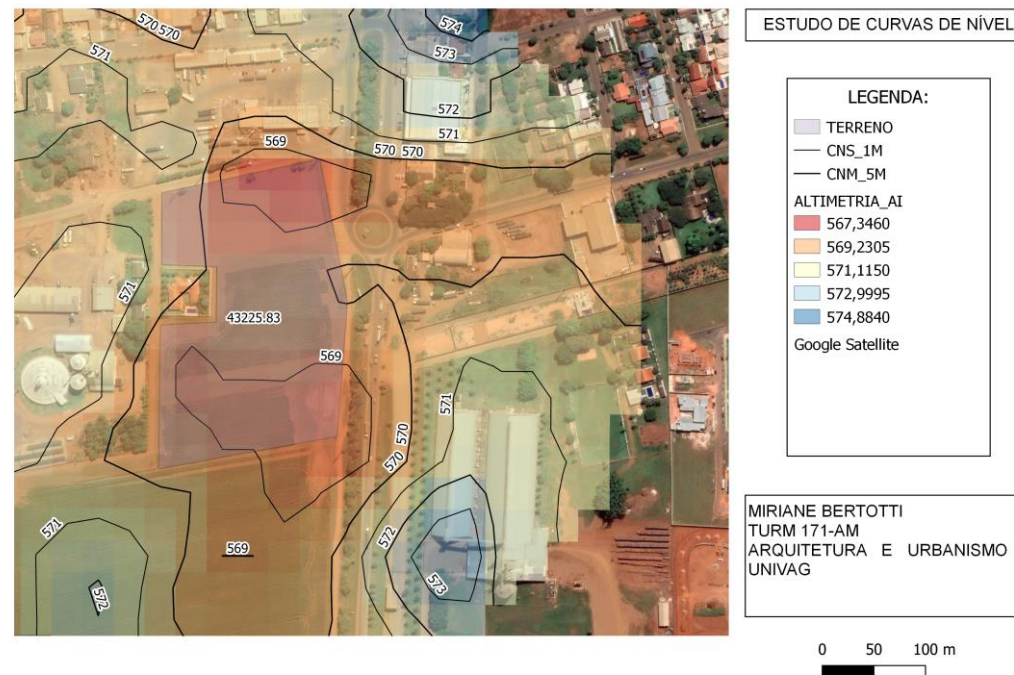 570 570
571
574
573
572
571
569
570 570
571
43225.83
569
571
570
570
571
572
569
573
572
ESTUDO DE CURVAS DE NÍVEL
LEGENDA:
TERRENO
CNS_1M
CNM_5M
ALTIMETRIA_AI
567,3460
569,2305
571,1150
572,9995
574,8840
Google Satellite
MIRIANE BERTOTTI
TURM 171-AM
ARQUITETURA E URBANISMO
UNIVAG
0 50 100 m